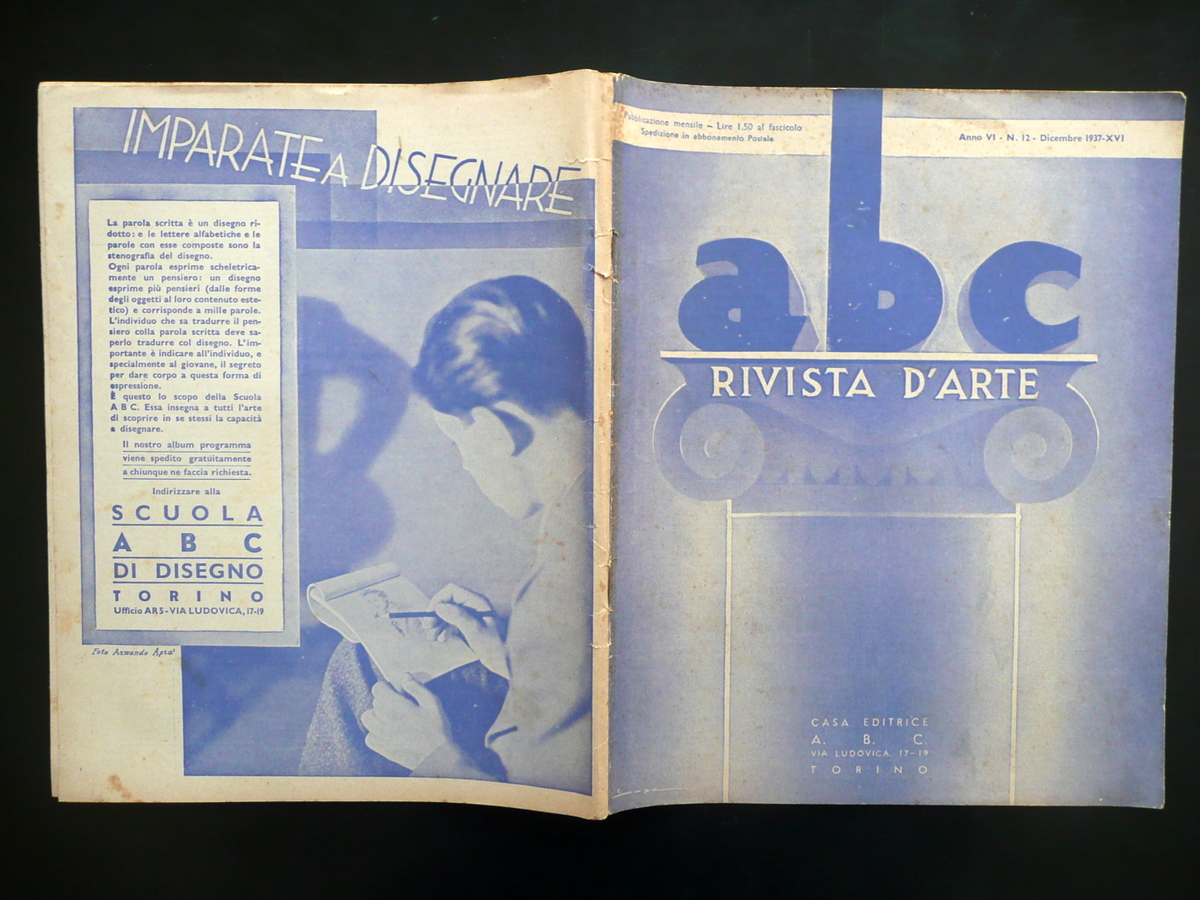 IMPARATE A DISEGNARE
La parola scritta è un disegno ri-
dotto: e le lettere alfabetiche e le
parole con esse composte sono la
stenografia del disegno.
Ogni parola esprime scheletrica-
mente un pensiero: un disegno
esprime più pensieri (dalle forme
degli oggetti al loro contenuto este-
tico) e corrisponde a mille parole.
L'individuo che sa tradurre il pen-
siero colla parola scritta deve sa-
perlo tradurre col disegno. L'im-
portante è indicare all'individuo, e
specialmente al giovane, il segreto
per dare corpo a questa forma di
espressione.
È questo lo scopo della Scuola
A B C. Essa insegna a tutti l'arte
di scoprire in se stessi la capacità
a disegnare.
Il nostro album programma
viene spedito gratuitamente
a chiunque ne faccia richiesta.
Indirizzare alla
SCUOLA
A B C
DI DISEGNO
TORINO
Ufficio ARS - VIA LUDOVICA, 17-19
Foto Armando Aprà
Pubblicazione mensile - Lire 1,50 al fascicolo
Spedizione in abbonamento Postale
Anno VI - N. 12 - Dicembre 1937-XVI
abc
RIVISTA D'ARTE
CASA EDITRICE
A. B. C.
VIA LUDOVICA, 17-19
TORINO